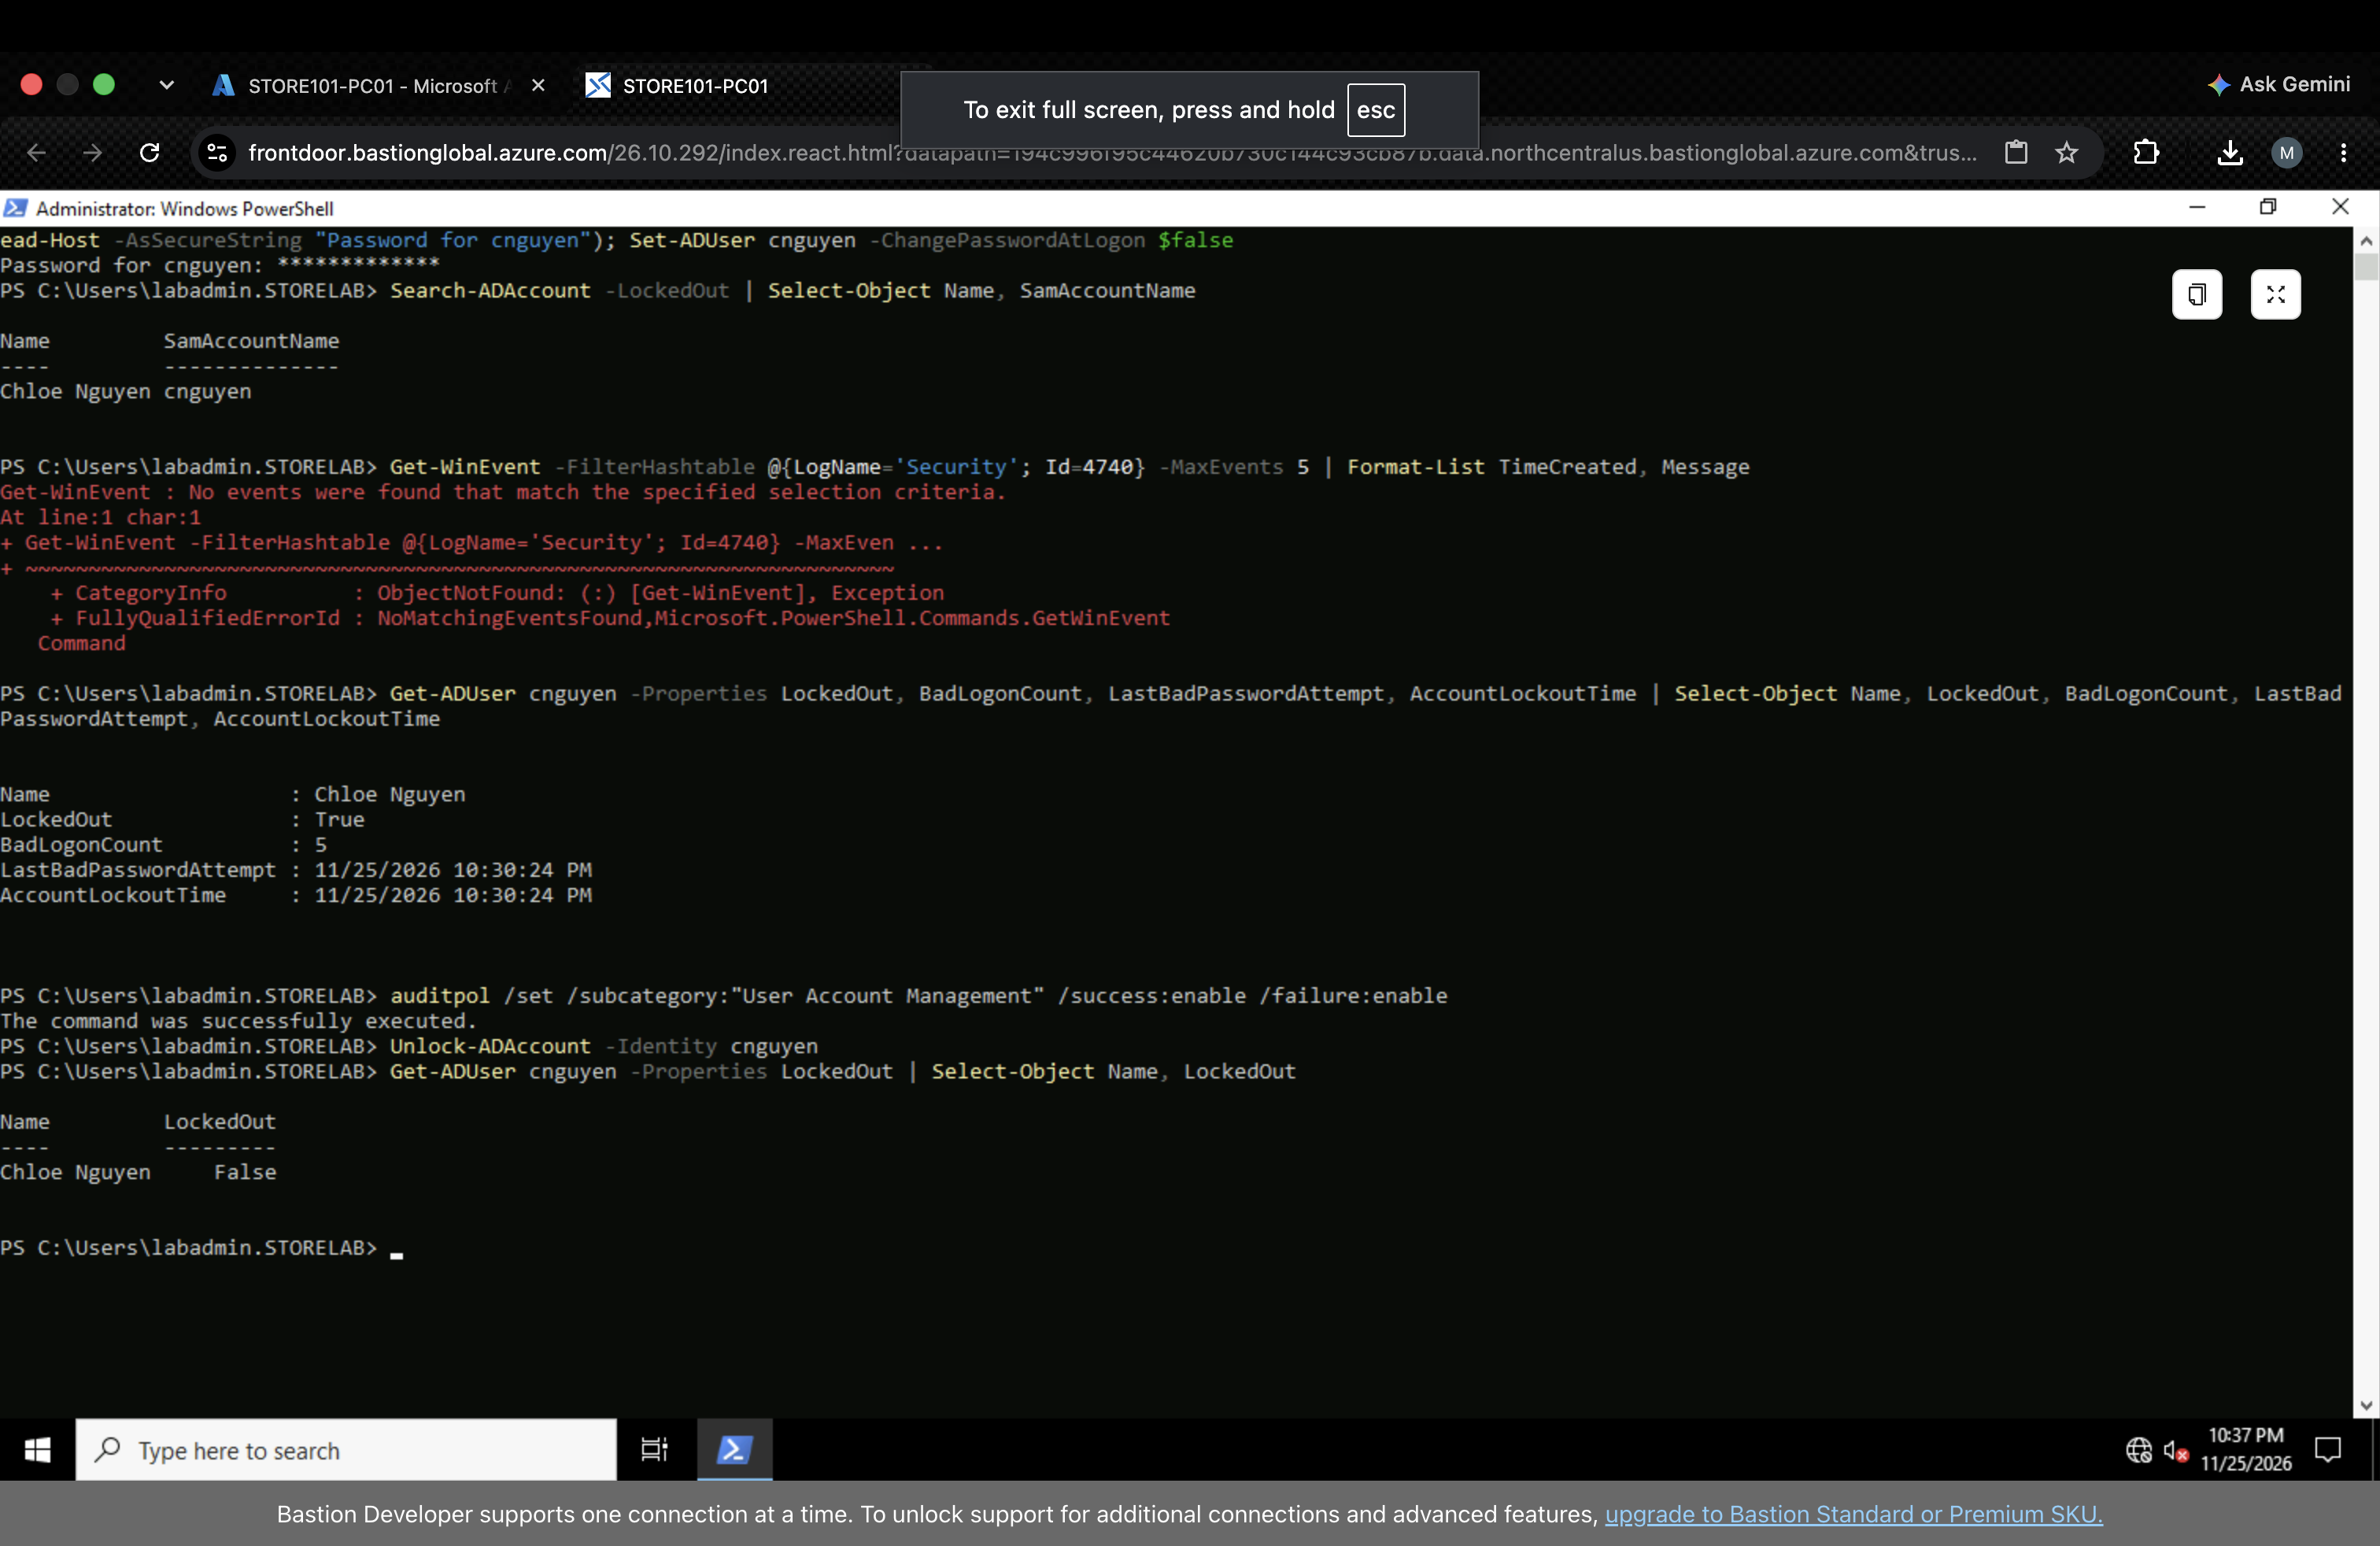 STORE101-PC01 - Microsoft
STORE101-PC01
To exit full screen, press and hold esc
Ask Gemini
frontdoor.bastionglobal.azure.com/26.10.292/index.react.html?datapath=194c996f95c44620b730c144c93cb87b.data.northcentralus.bastionglobal.azure.com&trus...
M
Administrator: Windows PowerShell
ead-Host -AsSecureString "Password for cnguyen"); Set-ADUser cnguyen -ChangePasswordAtLogon $false
Password for cnguyen: *************
PS C:\Users\labadmin.STORELAB> Search-ADAccount -LockedOut | Select-Object Name, SamAccountName
Name SamAccountName
---- --------------
Chloe Nguyen cnguyen
PS C:\Users\labadmin.STORELAB> Get-WinEvent -FilterHashtable @{LogName='Security'; Id=4740} -MaxEvents 5 | Format-List TimeCreated, Message
Get-WinEvent : No events were found that match the specified selection criteria.
At line:1 char:1
+ Get-WinEvent -FilterHashtable @{LogName='Security'; Id=4740} -MaxEven ...
+ ~~~~~~~~~~~~~~~~~~~~~~~~~~~~~~~~~~~~~~~~~~~~~~~~~~~~~~~~~~~~~~~~~~~~~
+ CategoryInfo : ObjectNotFound: (:) [Get-WinEvent], Exception
+ FullyQualifiedErrorId : NoMatchingEventsFound,Microsoft.PowerShell.Commands.GetWinEvent
Command
PS C:\Users\labadmin.STORELAB> Get-ADUser cnguyen -Properties LockedOut, BadLogonCount, LastBadPasswordAttempt, AccountLockoutTime | Select-Object Name, LockedOut, BadLogonCount, LastBad
PasswordAttempt, AccountLockoutTime
Name : Chloe Nguyen
LockedOut : True
BadLogonCount : 5
LastBadPasswordAttempt : 11/25/2026 10:30:24 PM
AccountLockoutTime : 11/25/2026 10:30:24 PM
PS C:\Users\labadmin.STORELAB> auditpol /set /subcategory:"User Account Management" /success:enable /failure:enable
The command was successfully executed.
PS C:\Users\labadmin.STORELAB> Unlock-ADAccount -Identity cnguyen
PS C:\Users\labadmin.STORELAB> Get-ADUser cnguyen -Properties LockedOut | Select-Object Name, LockedOut
Name LockedOut
---- ---------
Chloe Nguyen False
PS C:\Users\labadmin.STORELAB>
Type here to search
10:37 PM
11/25/2026
Bastion Developer supports one connection at a time. To unlock support for additional connections and advanced features, upgrade to Bastion Standard or Premium SKU.